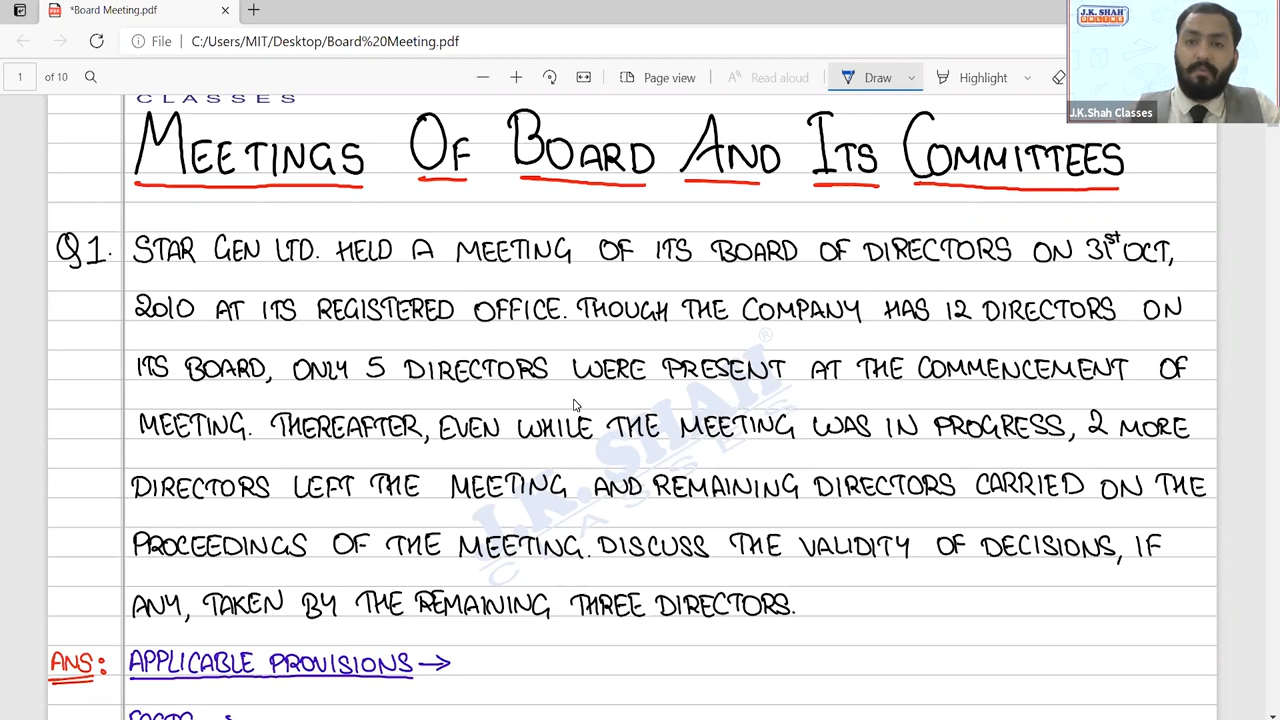 *Board Meeting.pdf
File C:/Users/MIT/Desktop/Board%20Meeting.pdf
1 of 10 Page view Read aloud Draw Highlight
J.K. SHAH
ONLINE
J.K.Shah Classes
CLASSES
MEETINGS OF BOARD AND ITS COMMITTEES
Q1. STAR GEN LTD. HELD A MEETING OF ITS BOARD OF DIRECTORS ON 31st OCT,
2010 AT ITS REGISTERED OFFICE. THOUGH THE COMPANY HAS 12 DIRECTORS ON
ITS BOARD, ONLY 5 DIRECTORS WERE PRESENT AT THE COMMENCEMENT OF
MEETING. THEREAFTER, EVEN WHILE THE MEETING WAS IN PROGRESS, 2 MORE
DIRECTORS LEFT THE MEETING AND REMAINING DIRECTORS CARRIED ON THE
PROCEEDINGS OF THE MEETING. DISCUSS THE VALIDITY OF DECISIONS, IF
ANY, TAKEN BY THE REMAINING THREE DIRECTORS.
J.K. SHAH
CLASSES
ANS: APPLICABLE PROVISIONS →